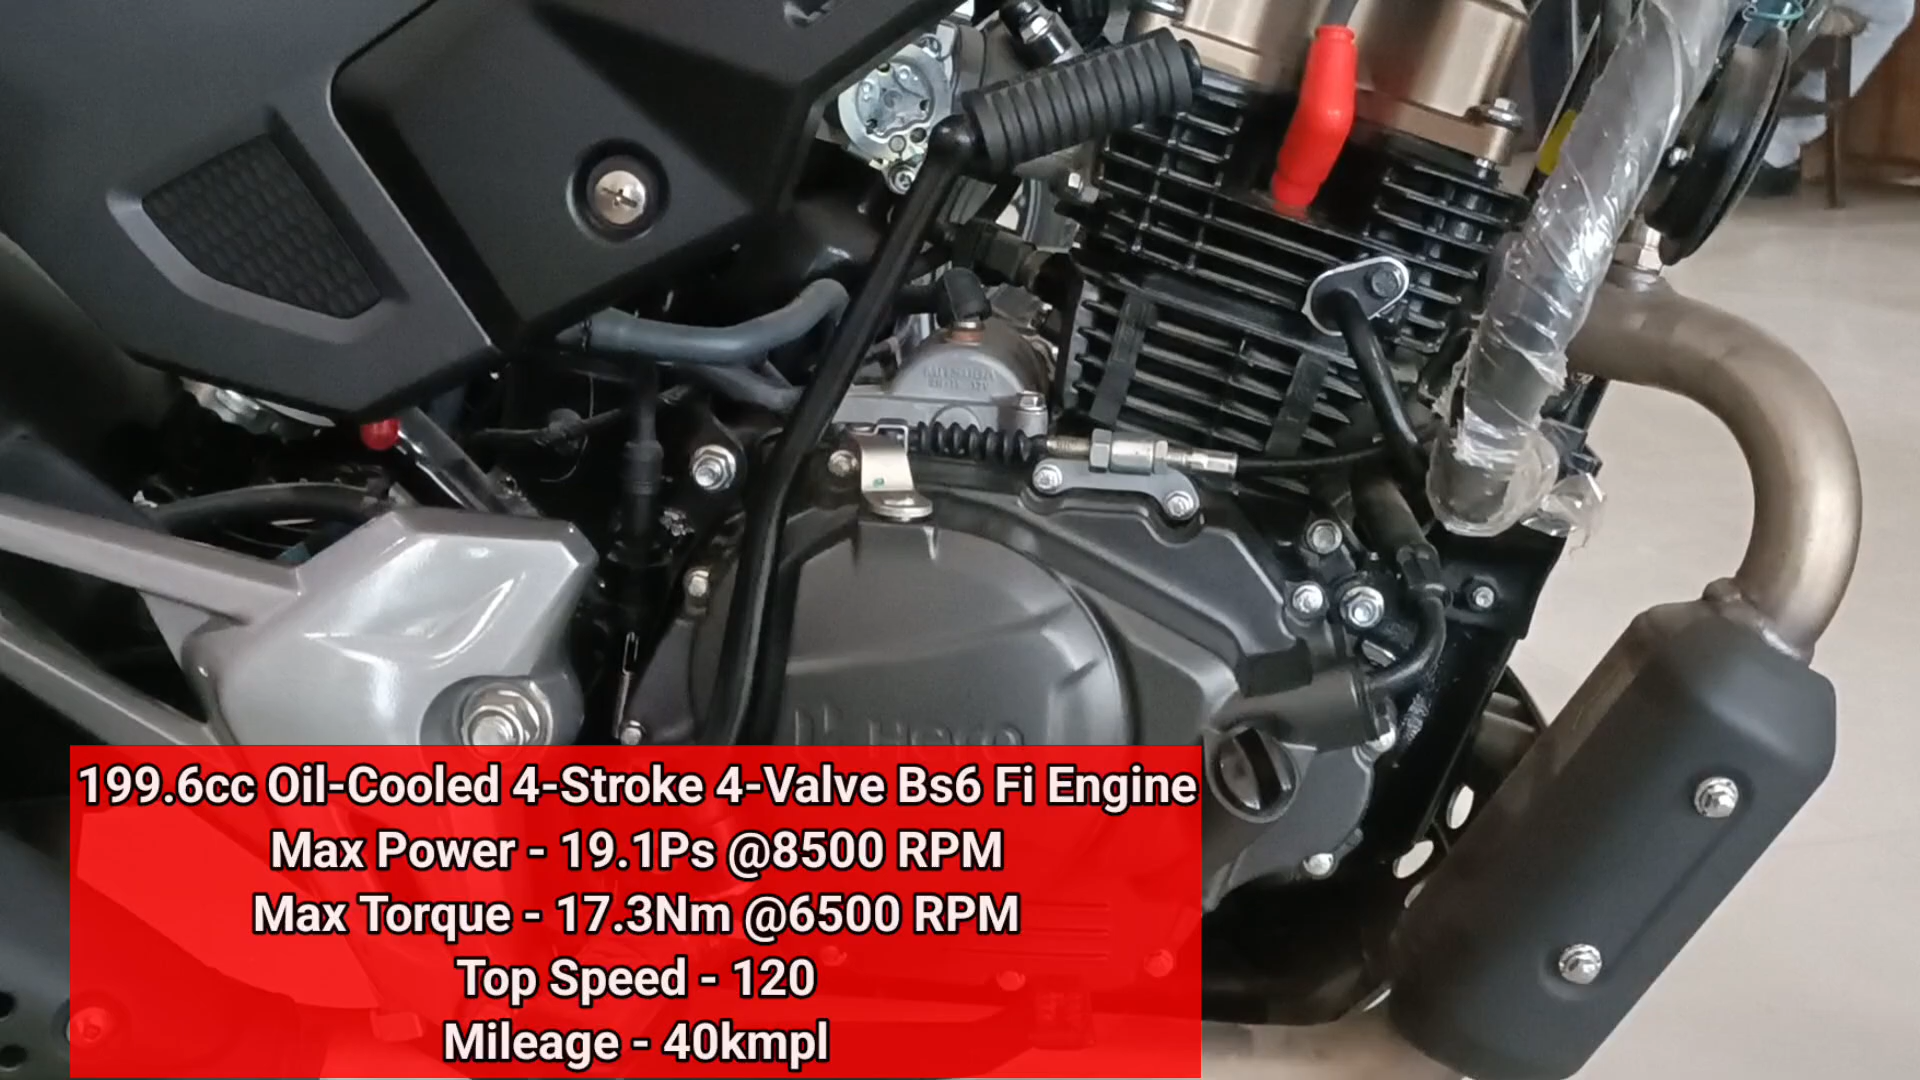 Hero
199.6cc Oil-Cooled 4-Stroke 4-Valve Bs6 Fi Engine
Max Power - 19.1Ps @8500 RPM
Max Torque - 17.3Nm @6500 RPM
Top Speed - 120
Mileage - 40kmpl